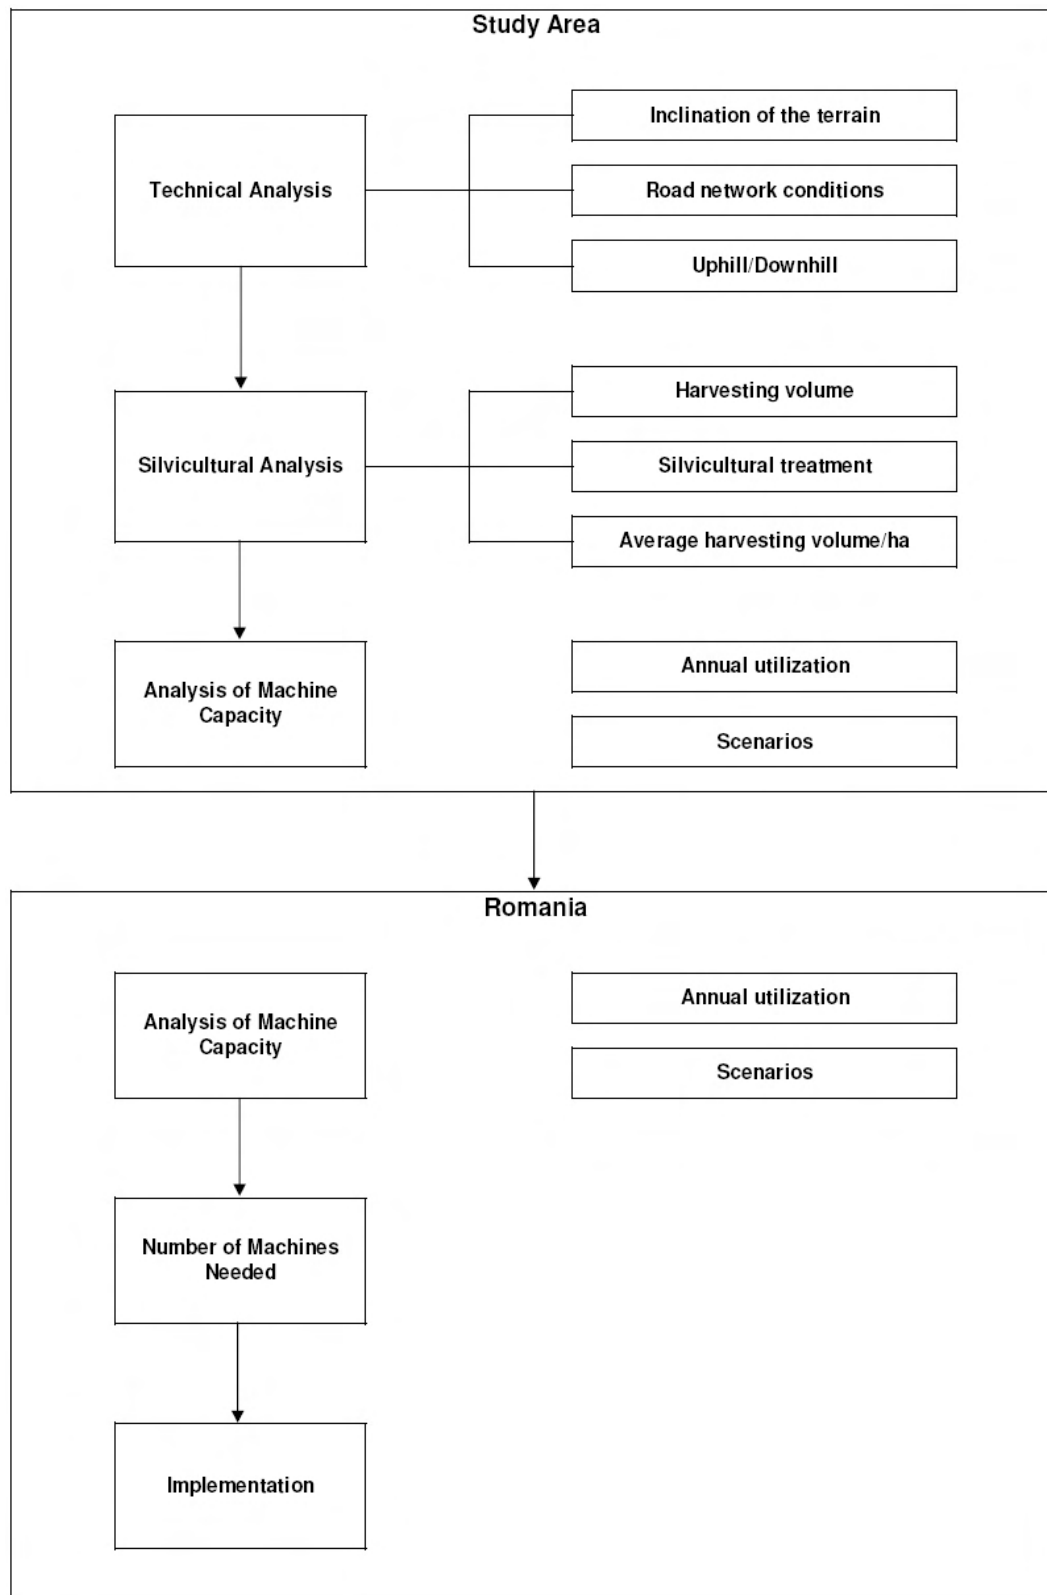 Study Area
Inclination of the terrain
Technical Analysis
Road network conditions
Uphill/Downhill
Harvesting volume
Silvicultural Analysis
Silvicultural treatment
Average harvesting volume/ha
Analysis of Machine
Capacity
Annual utilization
Scenarios
Romania
Analysis of Machine
Capacity
Annual utilization
Scenarios
Number of Machines
Needed
Implementation